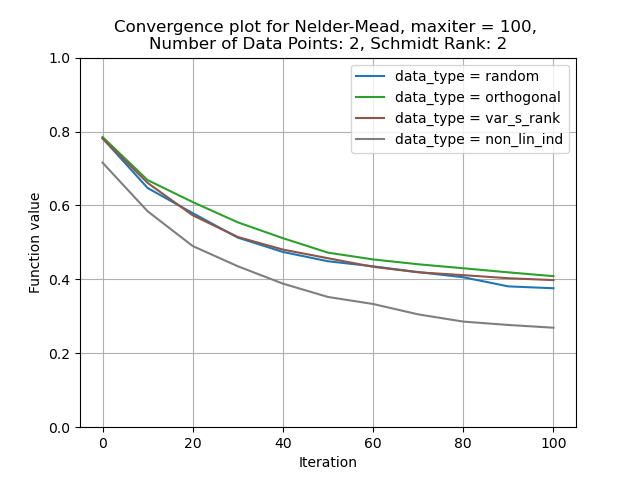 Convergence plot for Nelder-Mead, maxiter = 100,
Number of Data Points: 2, Schmidt Rank: 2
data_type = random
data_type = orthogonal
data_type = var_s_rank
data_type = non_lin_ind
Function value
1.0
0.8
0.6
0.4
0.2
0.0
0 20 40 60 80 100
Iteration